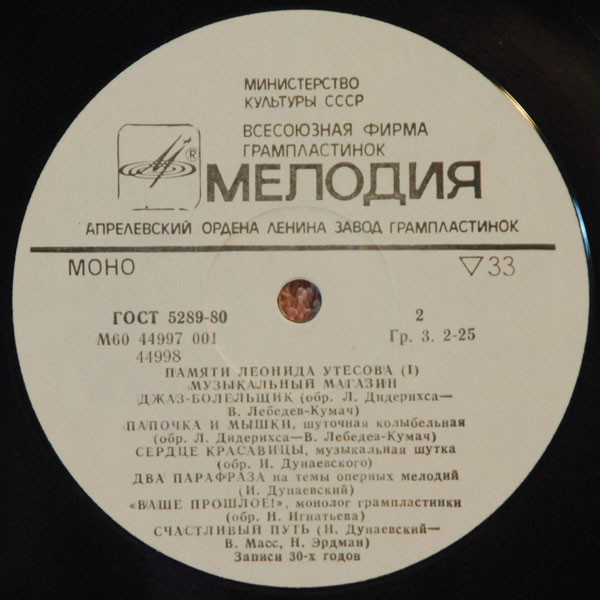 МИНИСТЕРСТВО
КУЛЬТУРЫ СССР
ВСЕСОЮЗНАЯ ФИРМА
ГРАМПЛАСТИНОК
® МЕЛОДИЯ
АПРЕЛЕВСКИЙ ОРДЕНА ЛЕНИНА ЗАВОД ГРАМПЛАСТИНОК
МОНО ▽33
ГОСТ 5289-80 2
М60 44997 001 Гр. 3. 2-25
44998
ПАМЯТИ ЛЕОНИДА УТЕСОВА (1)
МУЗЫКАЛЬНЫЙ МАГАЗИН
ДЖАЗ-БОЛЕЛЬЩИК (обр. Л. Дидерихса—
В. Лебедев-Кумач)
ПАПОЧКА И МЫШКИ, шуточная колыбельная
(обр. Л. Дидерихса—В. Лебедев-Кумач)
СЕРДЦЕ КРАСАВИЦЫ, музыкальная шутка
(обр. И. Дунаевского)
ДВА ПАРАФРАЗА на темы оперных мелодий
(И. Дунаевский)
«ВАШЕ ПРОШЛОЕ!», монолог грампластинки
(обр. Н. Игнатьева)
СЧАСТЛИВЫЙ ПУТЬ (И. Дунаевский—
В. Масс, Н. Эрдман)
Записи 30-х годов